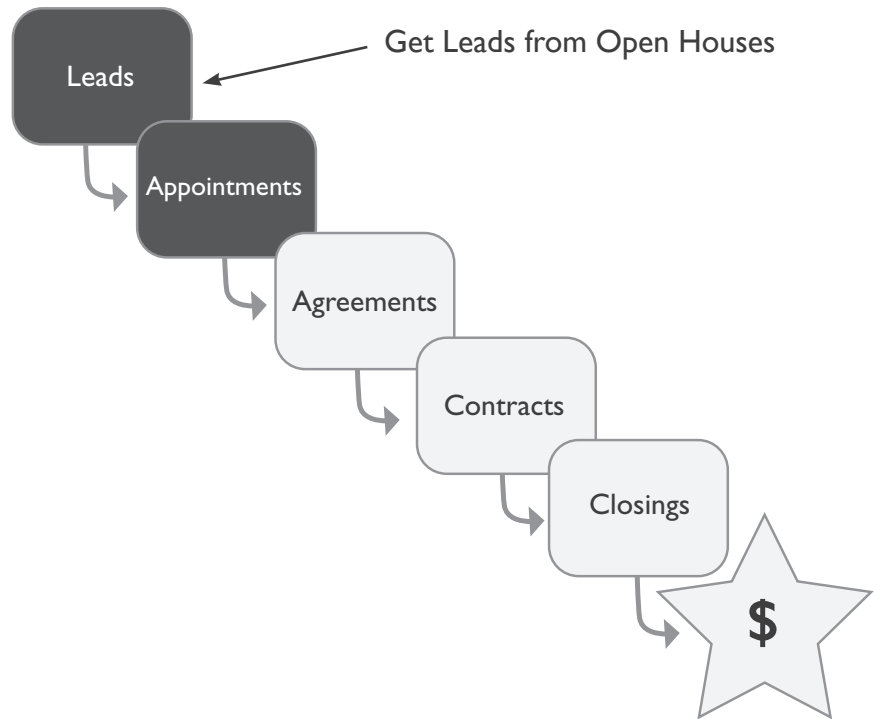 Get Leads from Open Houses
Leads
Appointments
Agreements
Contracts
Closings
$